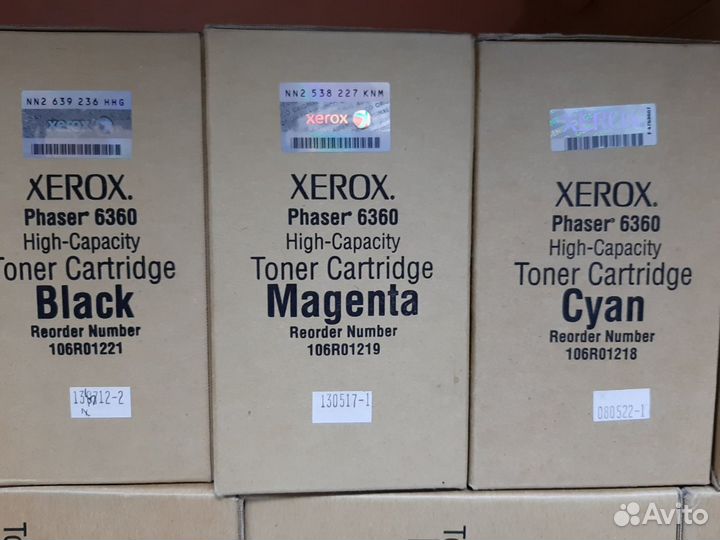 NN2 639 236 HHG
xerox
XEROX.
Phaser® 6360
High-Capacity
Toner Cartridge
Black
Reorder Number
106R01221
NN2 538 227 KNM
xerox
XEROX.
Phaser® 6360
High-Capacity
Toner Cartridge
Magenta
Reorder Number
106R01219
130517-1
XEROX
XEROX.
Phaser® 6360
High-Capacity
Toner Cartridge
Cyan
Reorder Number
106R01218
080522-1
Avito